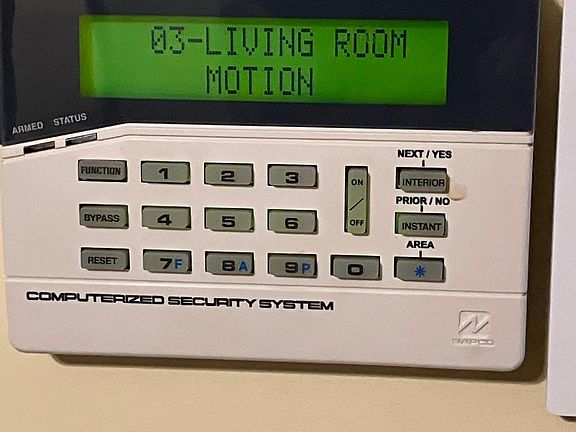 03-LIVING ROOM
MOTION
ARMED STATUS
NEXT / YES
FUNCTION 1 2 3 ON INTERIOR
PRIOR / NO
BYPASS 4 5 6 OFF INSTANT
AREA
RESET 7F 8A 9P 0 *
COMPUTERIZED SECURITY SYSTEM
NAPCO